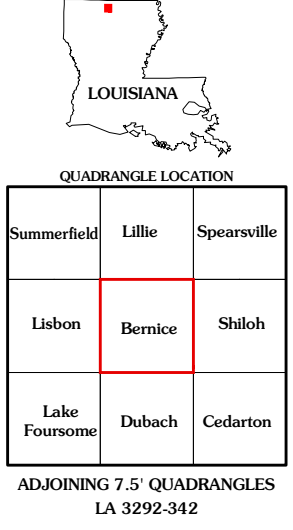 LOUISIANA
QUADRANGLE LOCATION
Summerfield Lillie Spearsville
Lisbon Bernice Shiloh
Lake Foursome Dubach Cedarton
ADJOINING 7.5' QUADRANGLES
LA 3292-342